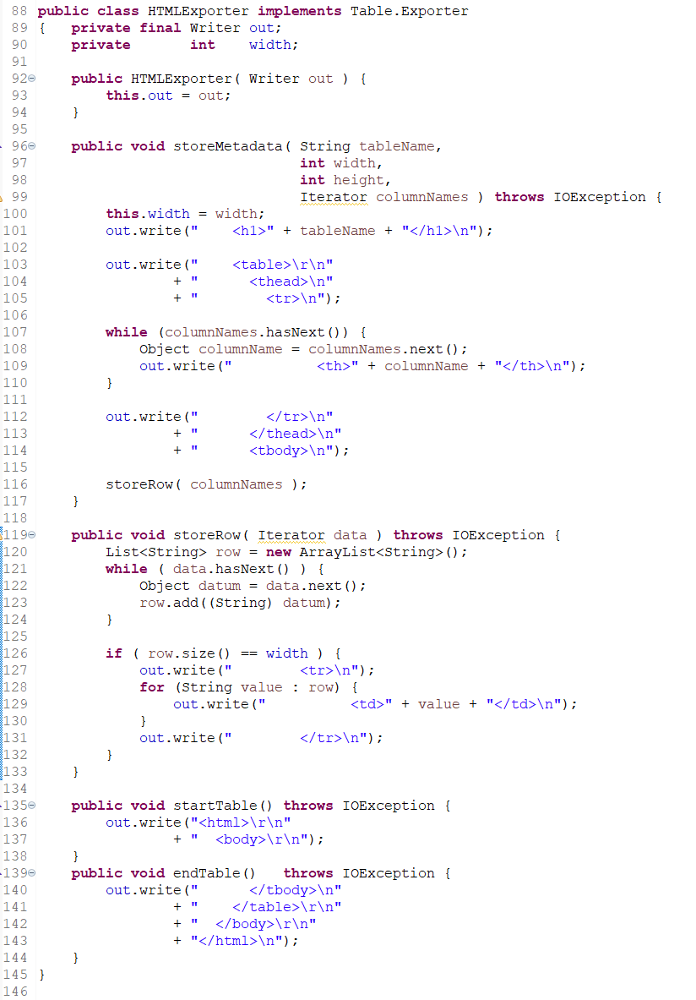 88 public class HTMLExporter implements Table.Exporter
89 {   private final Writer out;
90     private       int    width;
91
92     public HTMLExporter( Writer out ) {
93         this.out = out;
94     }
95
96     public void storeMetadata( String tableName,
97                                int width,
98                                int height,
99                                Iterator columnNames ) throws IOException {
100         this.width = width;
101         out.write("    <h1>" + tableName + "</h1>\n");
102
103         out.write("    <table>\r\n"
104                 + "      <thead>\n"
105                 + "        <tr>\n");
106
107         while (columnNames.hasNext()) {
108             Object columnName = columnNames.next();
109             out.write("          <th>" + columnName + "</th>\n");
110         }
111
112         out.write("        </tr>\n"
113                 + "      </thead>\n"
114                 + "      <tbody>\n");
115
116         storeRow( columnNames );
117     }
118
119     public void storeRow( Iterator data ) throws IOException {
120         List<String> row = new ArrayList<String>();
121         while ( data.hasNext() ) {
122             Object datum = data.next();
123             row.add((String) datum);
124         }
125
126         if ( row.size() == width ) {
127             out.write("        <tr>\n");
128             for (String value : row) {
129                 out.write("          <td>" + value + "</td>\n");
130             }
131             out.write("        </tr>\n");
132         }
133     }
134
135     public void startTable() throws IOException {
136         out.write("<html>\r\n"
137                 + "  <body>\r\n");
138     }
139     public void endTable()   throws IOException {
140         out.write("      </tbody>\n"
141                 + "    </table>\r\n"
142                 + "  </body>\r\n"
143                 + "</html>\n");
144     }
145 }
146